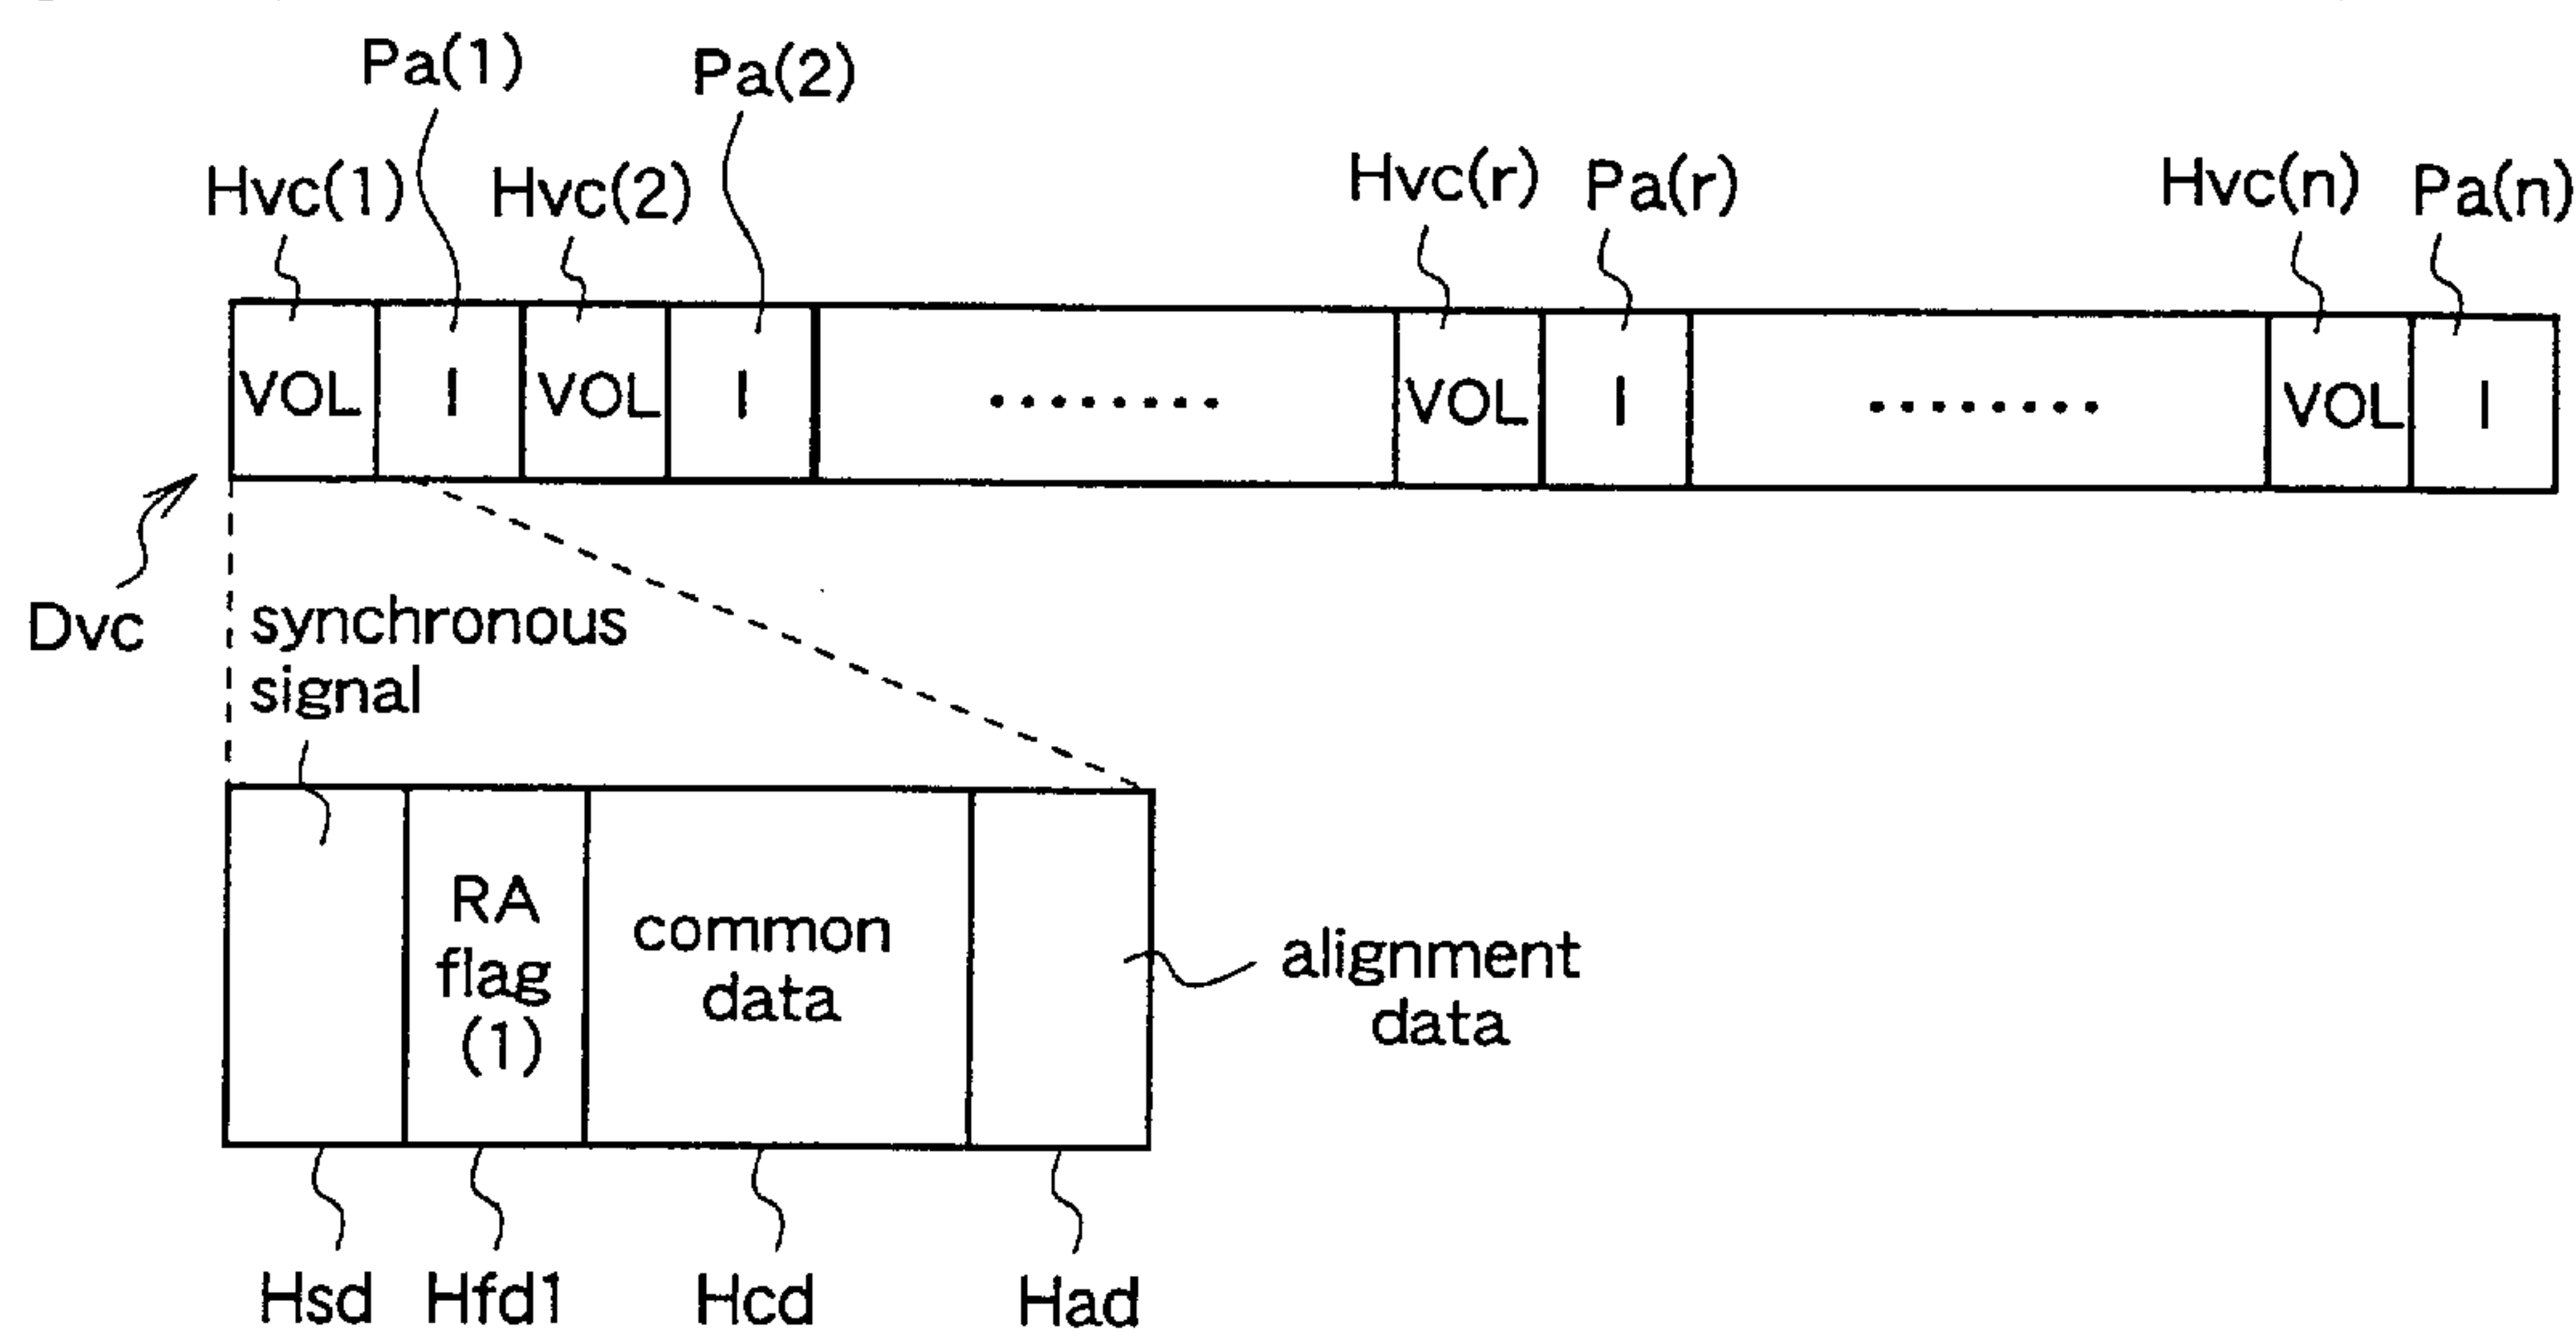 Pa(1) Pa(2)
Hvc(1) Hvc(2) Hvc(r) Pa(r) Hvc(n) Pa(n)
VOL I VOL I ........ VOL I ........ VOL I
Dvc
synchronous
signal
RA
flag
(1)
common
data
alignment
data
Hsd Hfd1 Hcd Had